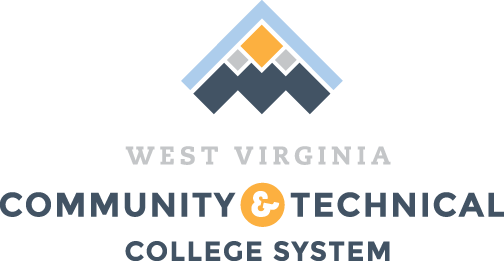 WEST VIRGINIA
COMMUNITY & TECHNICAL
COLLEGE SYSTEM